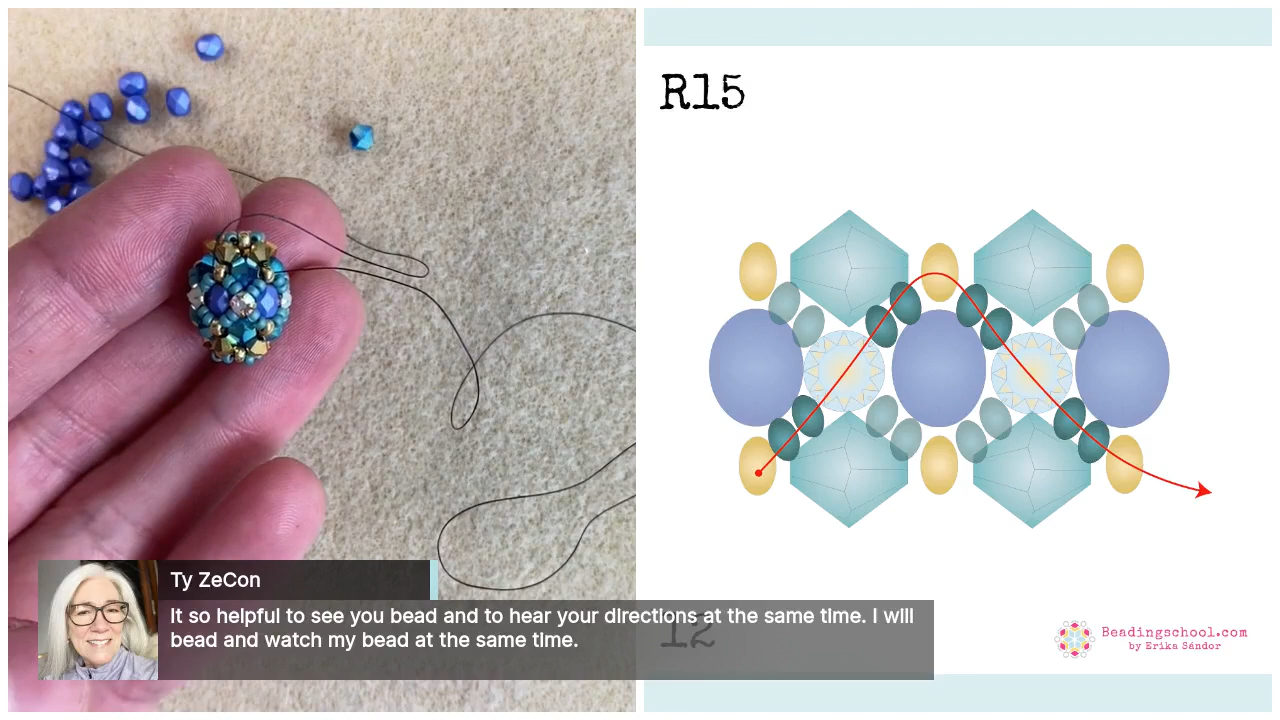 R15
Ty ZeCon
It so helpful to see you bead and to hear your directions at the same time. I will
bead and watch my bead at the same time.
12
Beadingschool.com
by Erika Sándor